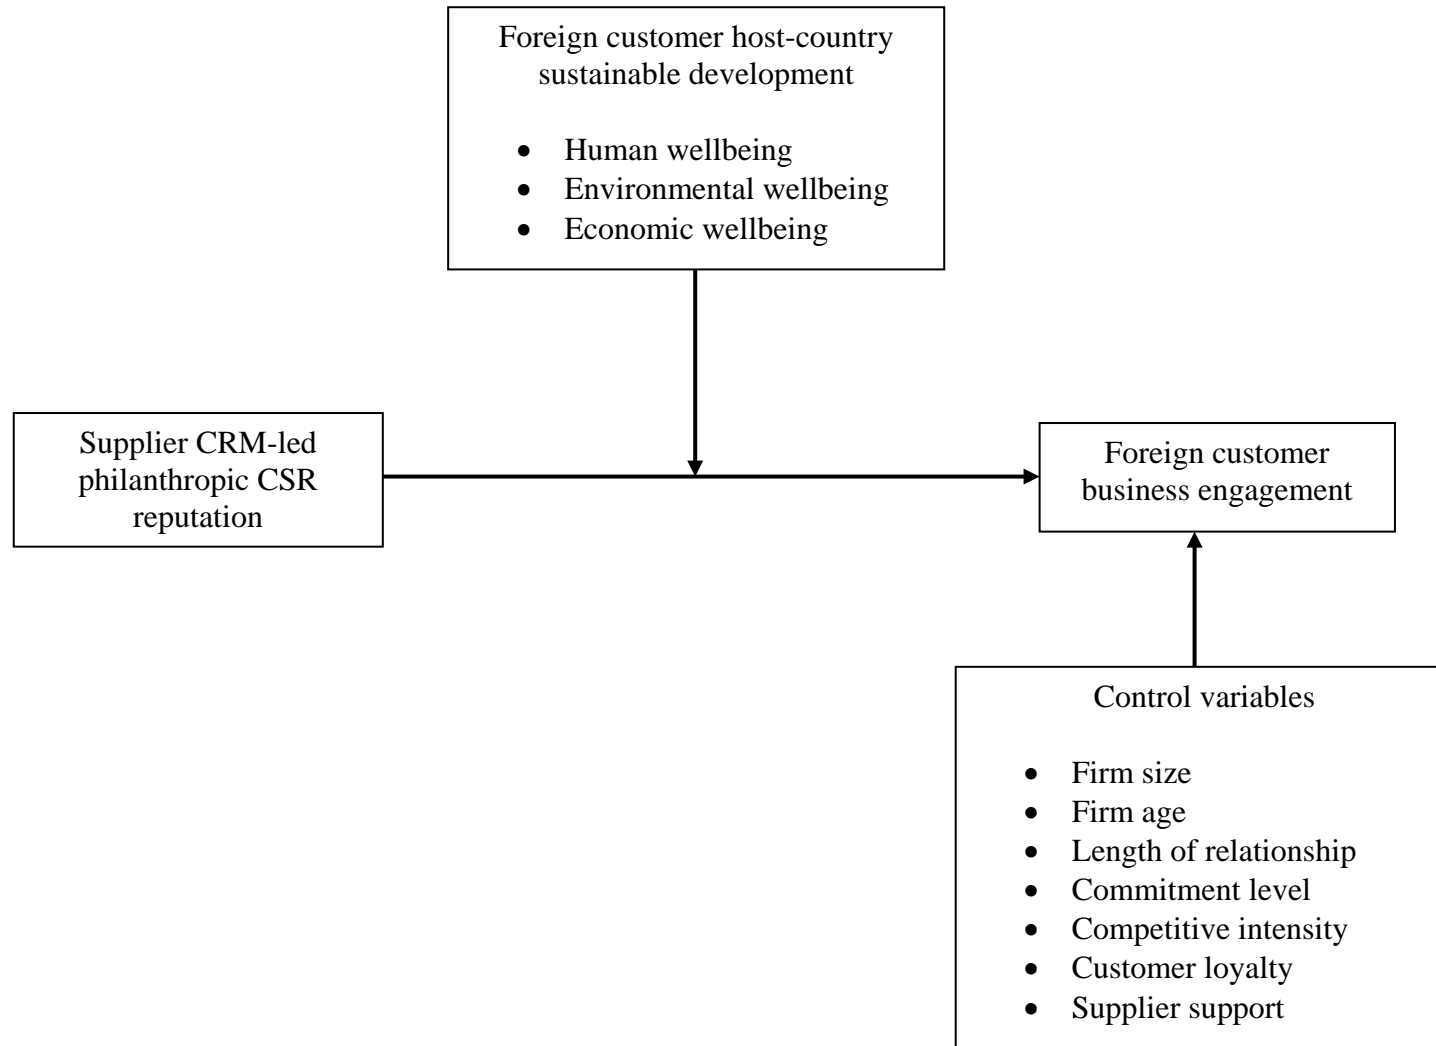 Foreign customer host-country
sustainable development
• Human wellbeing
• Environmental wellbeing
• Economic wellbeing
Supplier CRM-led
philanthropic CSR
reputation
Foreign customer
business engagement
Control variables
• Firm size
• Firm age
• Length of relationship
• Commitment level
• Competitive intensity
• Customer loyalty
• Supplier support